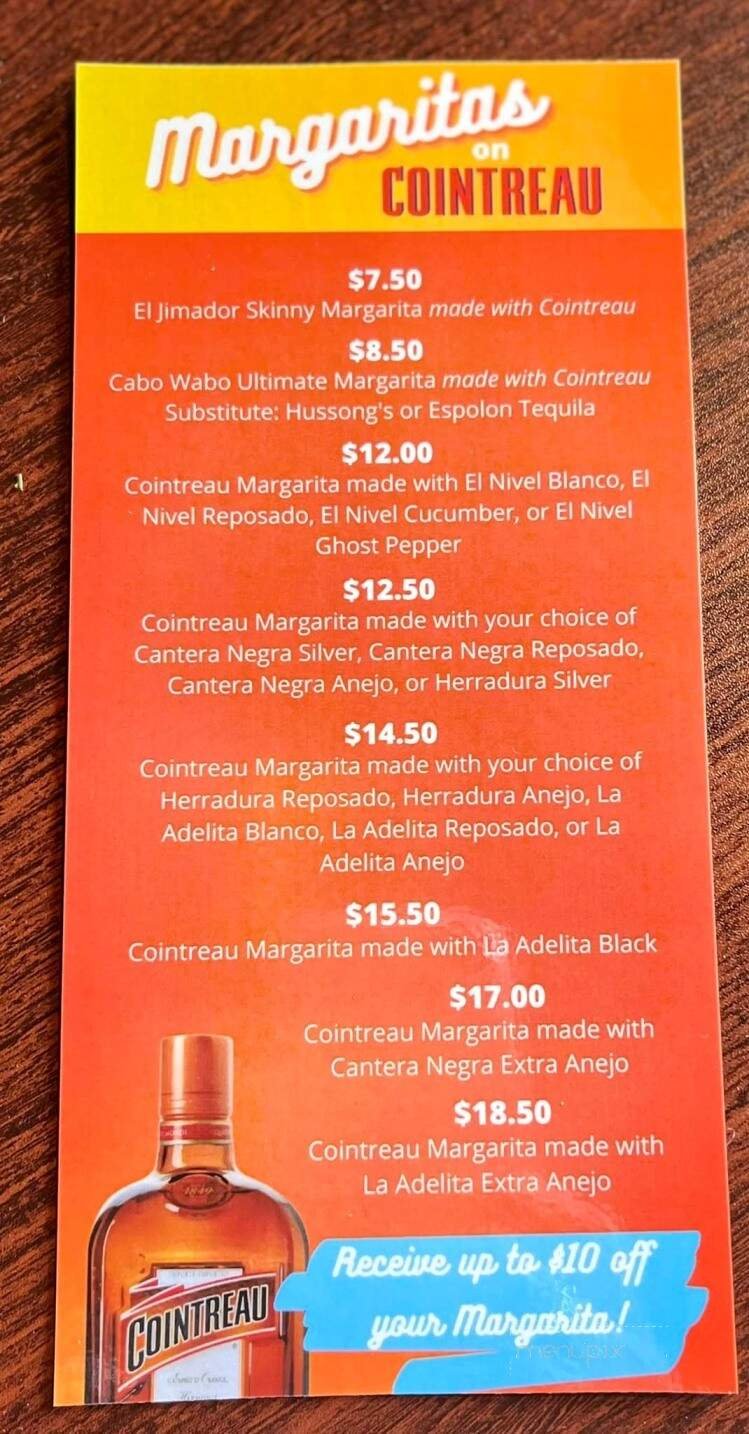 Margaritas
on
COINTREAU
$7.50
El Jimador Skinny Margarita made with Cointreau
$8.50
Cabo Wabo Ultimate Margarita made with Cointreau
Substitute: Hussong's or Espolon Tequila
$12.00
Cointreau Margarita made with El Nivel Blanco, El
Nivel Reposado, El Nivel Cucumber, or El Nivel
Ghost Pepper
$12.50
Cointreau Margarita made with your choice of
Cantera Negra Silver, Cantera Negra Reposado,
Cantera Negra Anejo, or Herradura Silver
$14.50
Cointreau Margarita made with your choice of
Herradura Reposado, Herradura Anejo, La
Adelita Blanco, La Adelita Reposado, or La
Adelita Anejo
$15.50
Cointreau Margarita made with La Adelita Black
$17.00
Cointreau Margarita made with
Cantera Negra Extra Anejo
$18.50
Cointreau Margarita made with
La Adelita Extra Anejo
Receive up to $10 off
your Margarita!
1849
COINTREAU
menupix